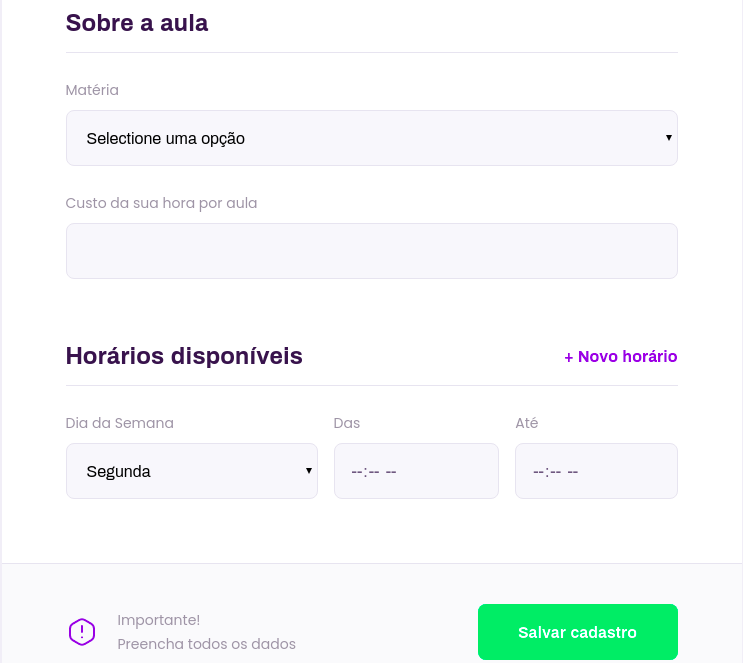 Sobre a aula
Matéria
Selectione uma opção
Custo da sua hora por aula
Horários disponíveis
+ Novo horário
Dia da Semana
Das
Até
Segunda
--:-- --
--:-- --
Importante!
Preencha todos os dados
Salvar cadastro